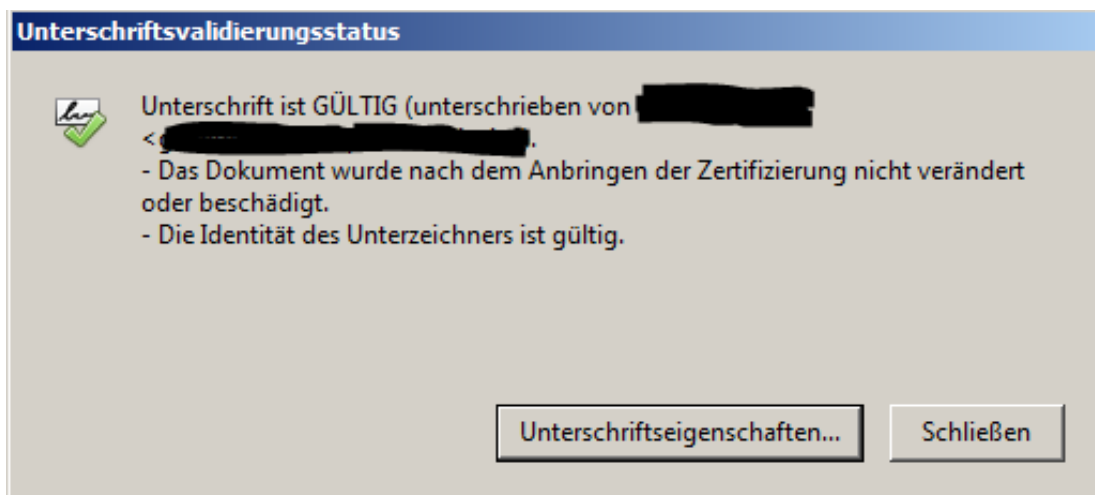 Unterschriftsvalidierungsstatus
Unterschrift ist GÜLTIG (unterschrieben von
<
- Das Dokument wurde nach dem Anbringen der Zertifizierung nicht verändert
oder beschädigt.
- Die Identität des Unterzeichners ist gültig.
Unterschriftseigenschaften... Schließen